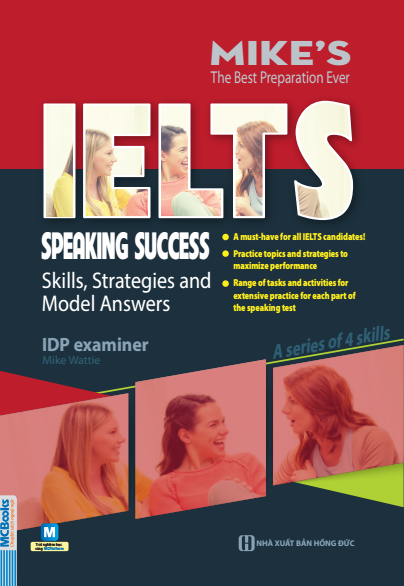 MIKE'S
The Best Preparation Ever
IELTS
SPEAKING SUCCESS
Skills, Strategies and
Model Answers
A must-have for all IELTS candidates!
Practice topics and strategies to
maximize performance
Range of tasks and activities for
extensive practice for each part of
the speaking test
IDP examiner
Mike Wattie
A series of 4 skills
MCBooks
M
NHÀ XUẤT BẢN HỒNG ĐỨC